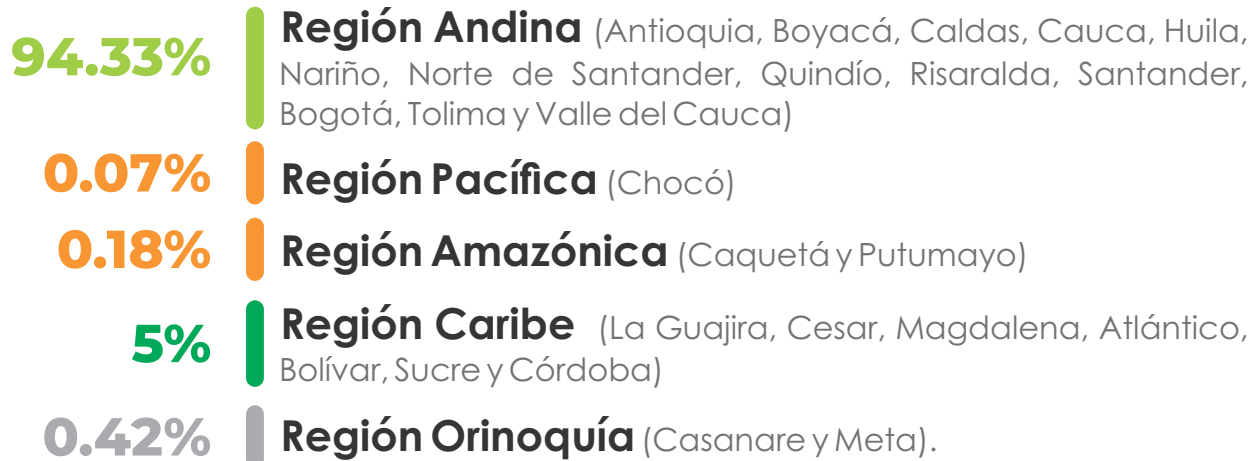 94.33% Región Andina (Antioquia, Boyacá, Caldas, Cauca, Huila,
Nariño, Norte de Santander, Quindío, Risaralda, Santander,
Bogotá, Tolima y Valle del Cauca)
0.07% Región Pacífica (Chocó)
0.18% Región Amazónica (Caquetá y Putumayo)
5% Región Caribe (La Guajira, Cesar, Magdalena, Atlántico,
Bolívar, Sucre y Córdoba)
0.42% Región Orinoquía (Casanare y Meta).